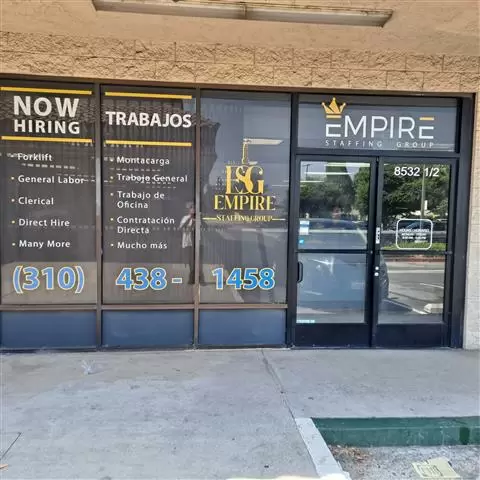 NOW
HIRING
• Forklift
• General Labor
• Clerical
• Direct Hire
• Many More
TRABAJOS
• Montacarga
• Trabajo General
• Trabajo de
Oficina
• Contratación
Directa
• Mucho más
(310) 438- 1458
ESG
EMPIRE
STAFFING GROUP
EMPIRE
STAFFING GROUP
8532 1/2